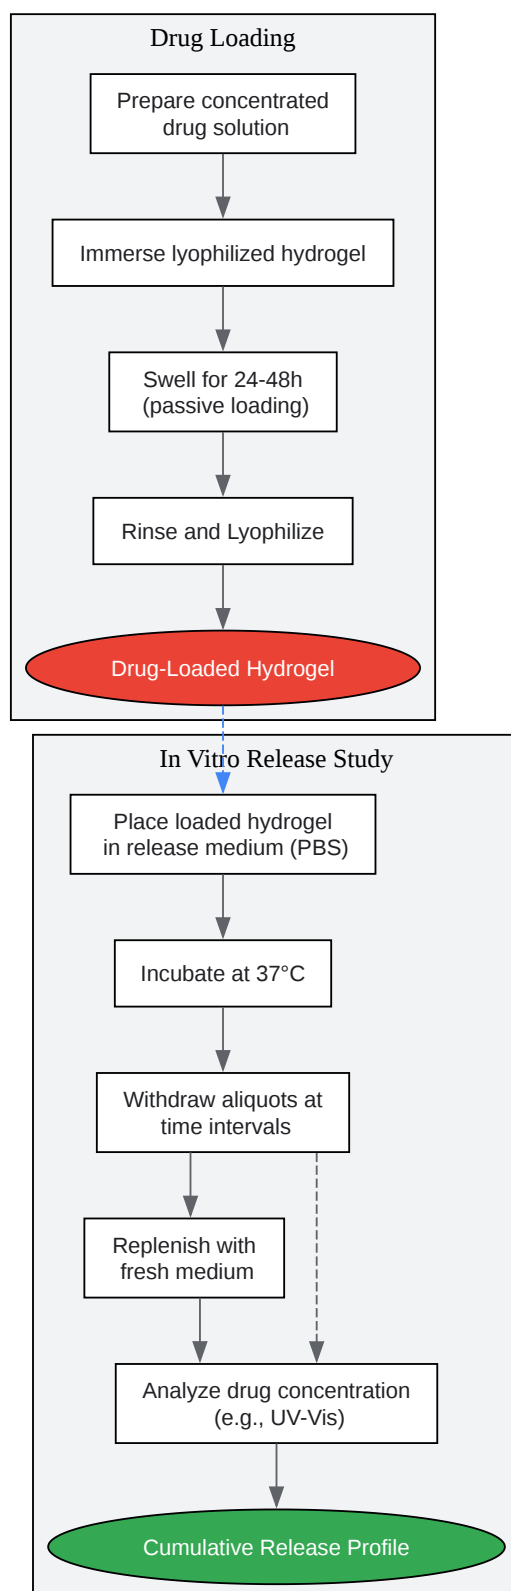 Drug Loading
Prepare concentrated
drug solution
Immerse lyophilized hydrogel
Swell for 24-48h
(passive loading)
Rinse and Lyophilize
Drug-Loaded Hydrogel
In Vitro Release Study
Place loaded hydrogel
in release medium (PBS)
Incubate at 37°C
Withdraw aliquots at
time intervals
Replenish with
fresh medium
Analyze drug concentration
(e.g., UV-Vis)
Cumulative Release Profile